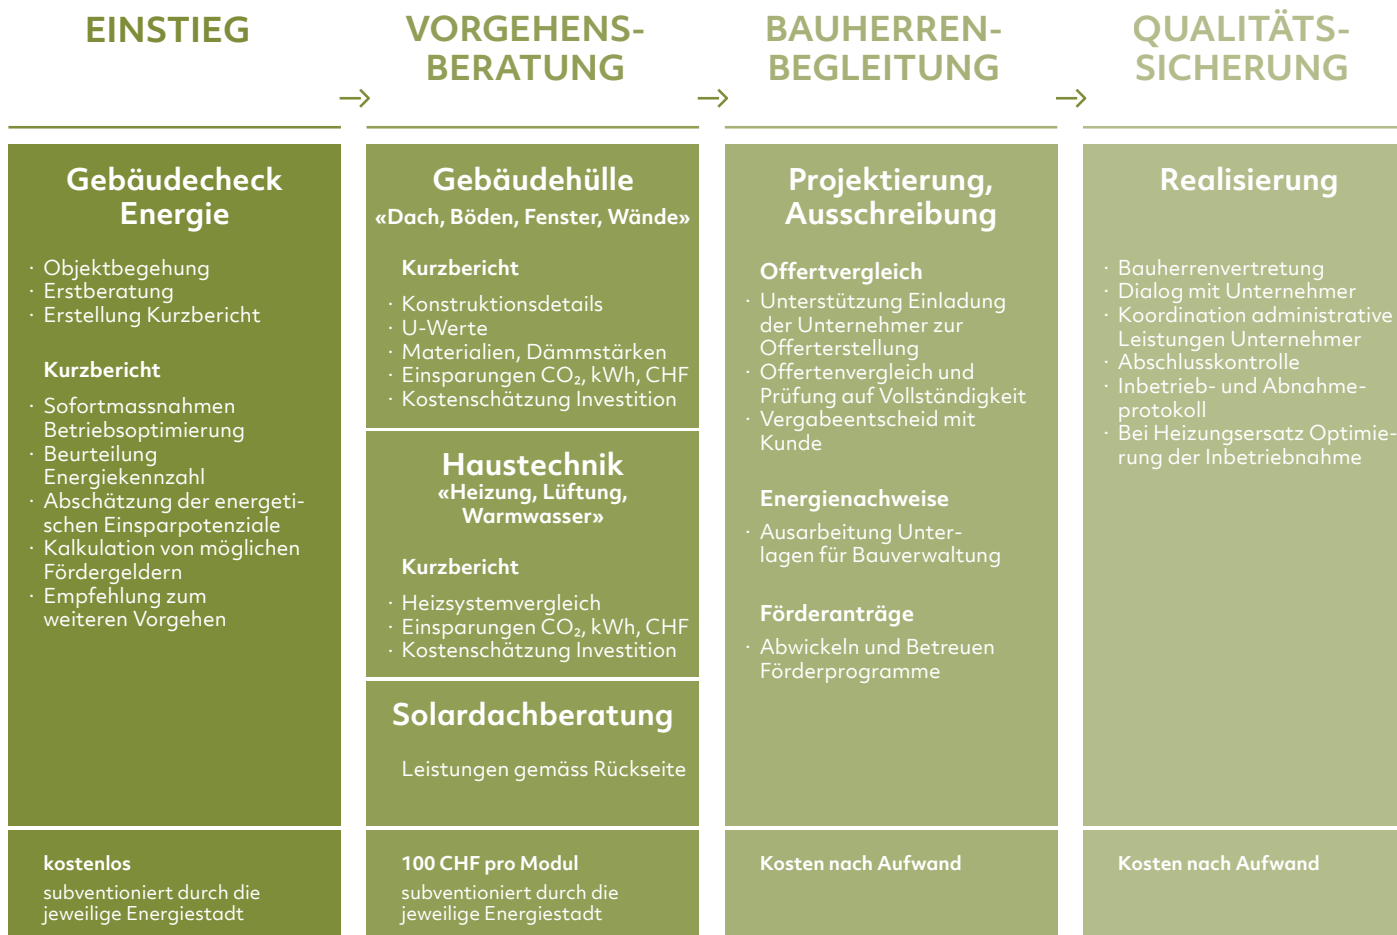 EINSTIEG
Gebäudecheck
Energie
· Objektbegehung
· Erstberatung
· Erstellung Kurzbericht
Kurzbericht
· Sofortmassnahmen
Betriebsoptimierung
· Beurteilung
Energiekennzahl
· Abschätzung der energeti-
schen Einsparpotenziale
· Kalkulation von möglichen
Fördergeldern
· Empfehlung zum
weiteren Vorgehen
kostenlos
subventioniert durch die
jeweilige Energiestadt
VORGEHENS-
BERATUNG
Gebäudehülle
«Dach, Böden, Fenster, Wände»
Kurzbericht
· Konstruktionsdetails
· U-Werte
· Materialien, Dämmstärken
· Einsparungen CO₂, kWh, CHF
· Kostenschätzung Investition
Haustechnik
«Heizung, Lüftung,
Warmwasser»
Kurzbericht
· Heizsystemvergleich
· Einsparungen CO₂, kWh, CHF
· Kostenschätzung Investition
Solardachberatung
Leistungen gemäss Rückseite
100 CHF pro Modul
subventioniert durch die
jeweilige Energiestadt
BAUHERREN-
BEGLEITUNG
Projektierung,
Ausschreibung
Offertvergleich
· Unterstützung Einladung
der Unternehmer zur
Offerterstellung
· Offertenvergleich und
Prüfung auf Vollständigkeit
· Vergabeentscheid mit
Kunde
Energienachweise
· Ausarbeitung Unter-
lagen für Bauverwaltung
Förderanträge
· Abwickeln und Betreuen
Förderprogramme
Kosten nach Aufwand
QUALITÄTS-
SICHERUNG
Realisierung
· Bauherrenvertretung
· Dialog mit Unternehmer
· Koordination administrative
Leistungen Unternehmer
· Abschlusskontrolle
· Inbetrieb- und Abnahme-
protokoll
· Bei Heizungsersatz Optimie-
rung der Inbetriebnahme
Kosten nach Aufwand